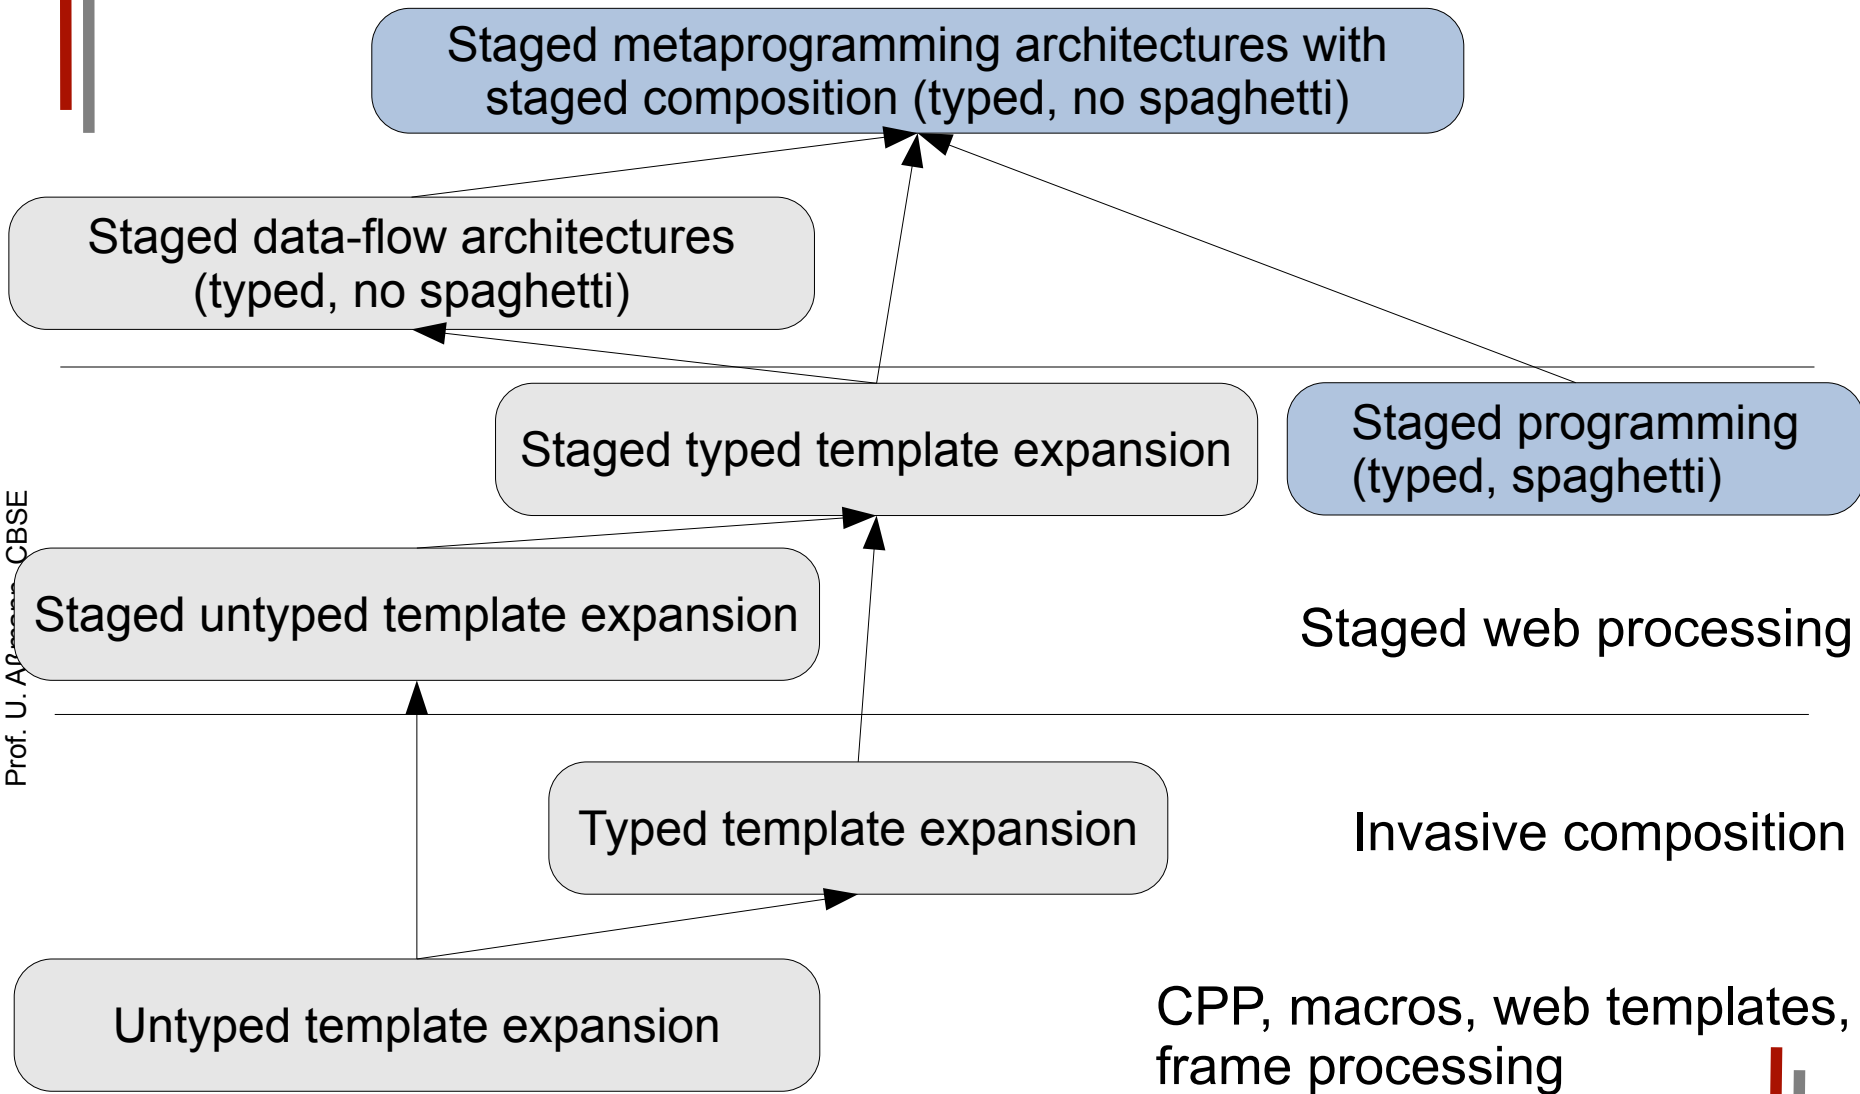 Staged metaprogramming architectures with
staged composition (typed, no spaghetti)
Staged data-flow architectures
(typed, no spaghetti)
Staged typed template expansion
Staged programming
(typed, spaghetti)
Staged untyped template expansion
Staged web processing
Typed template expansion
Invasive composition
Untyped template expansion
CPP, macros, web templates,
frame processing
Prof. U. CBSE